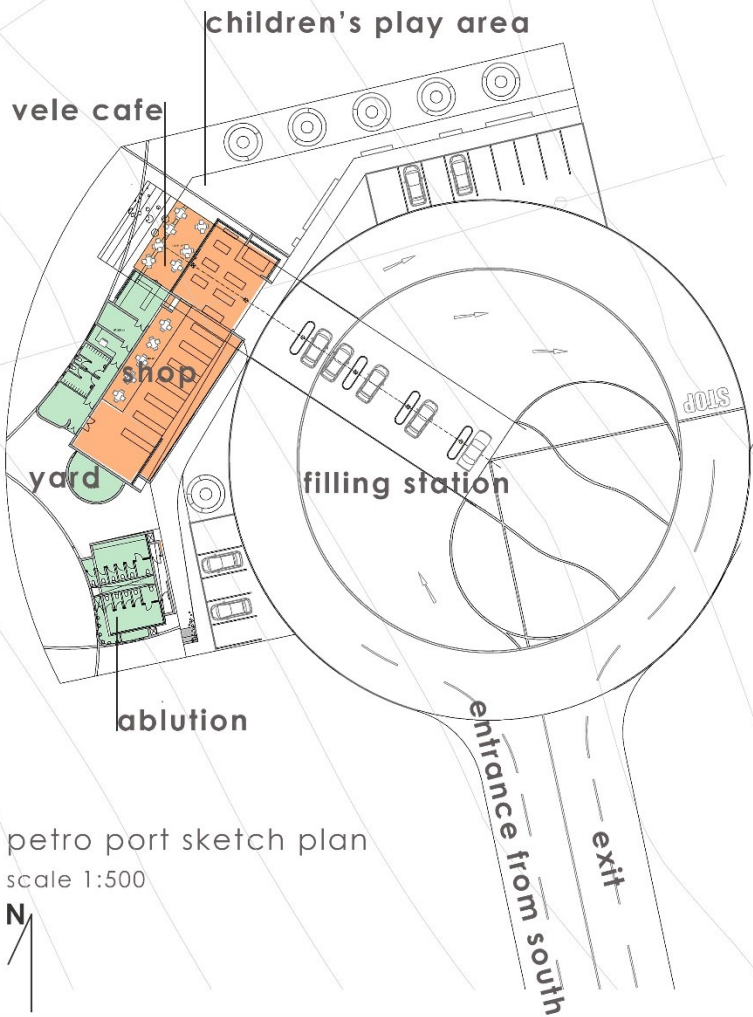 children's play area
vele cafe
STOP
shop
yard
filling station
ablution
entrance from south
exit
petro port sketch plan
scale 1:500
N